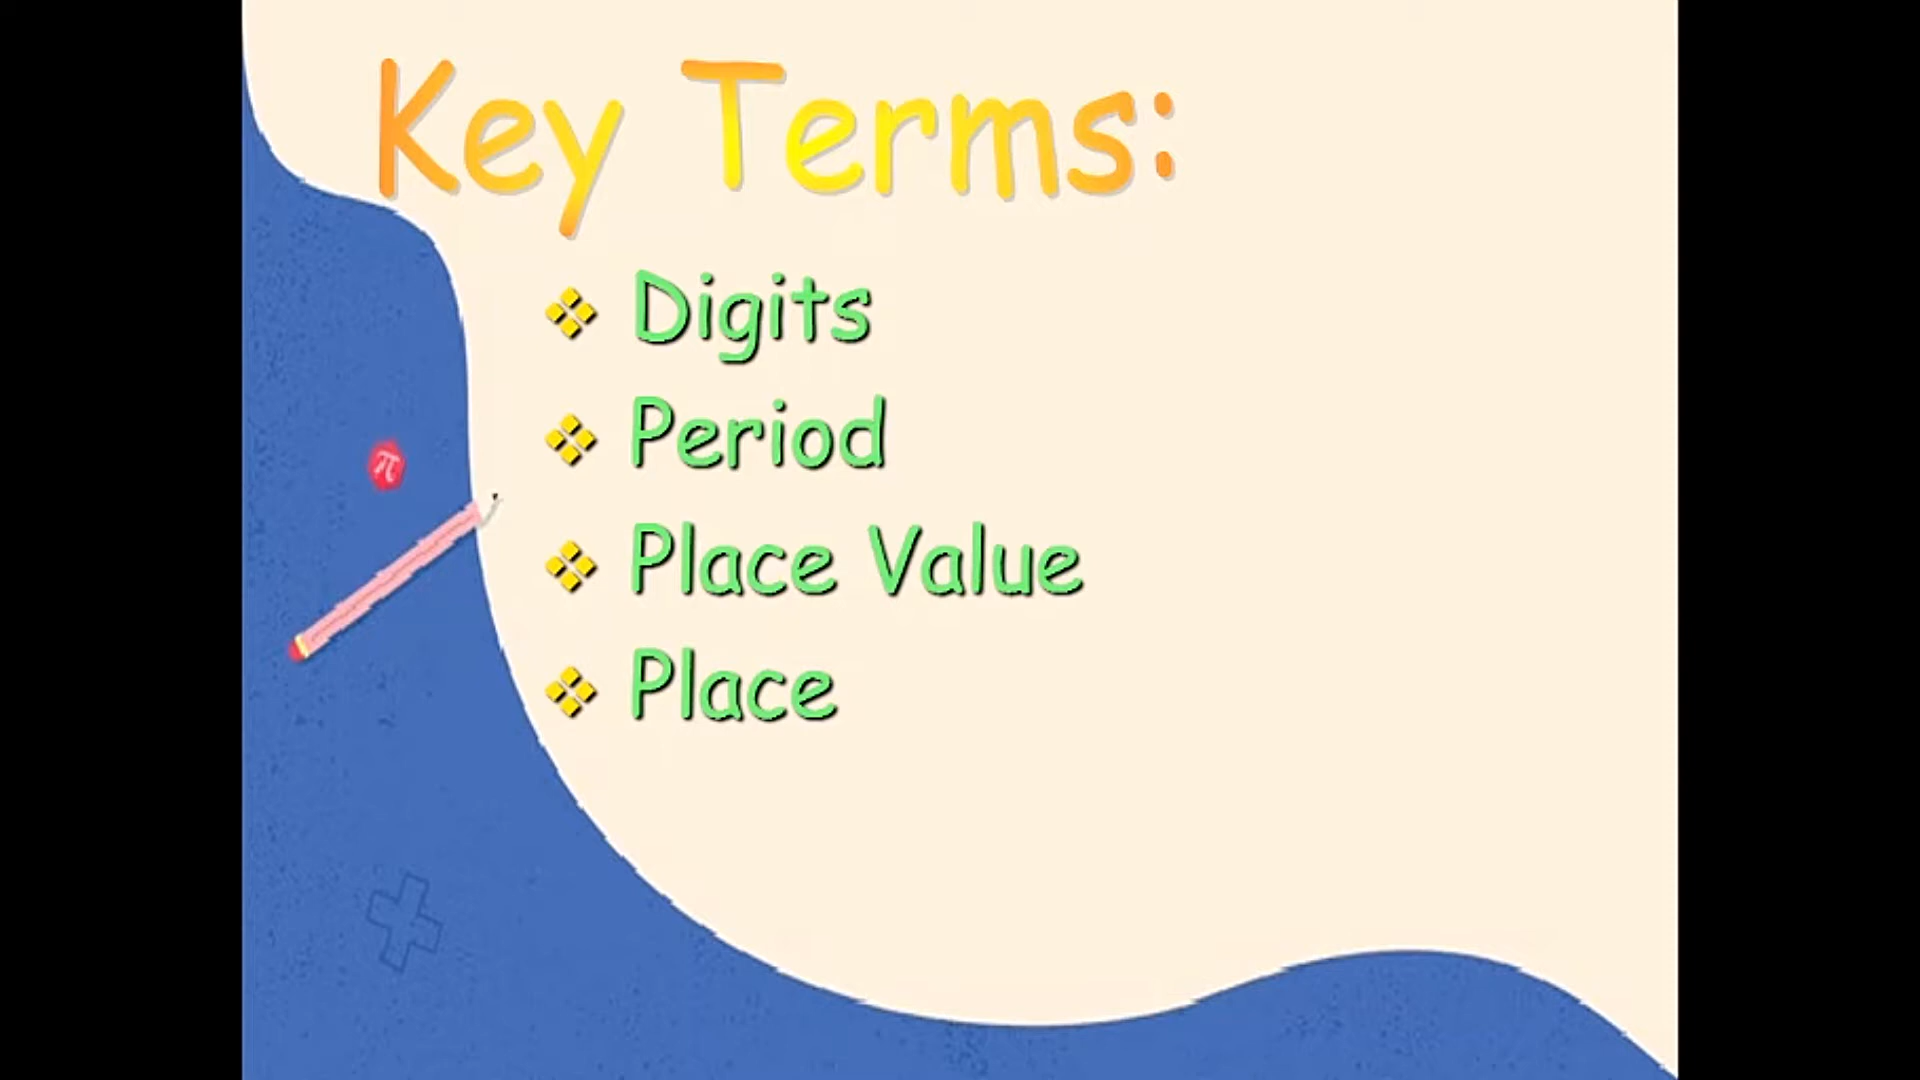 Key Terms:
Digits
Period
Place Value
Place
π